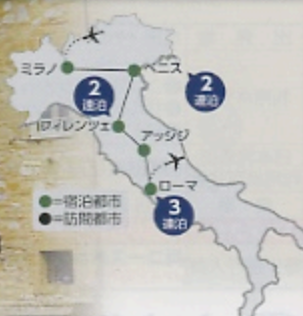 ミラノ
ベニス
2
連泊
2
連泊
フィレンツェ
アッシジ
ローマ
3
連泊
●=宿泊都市
●=訪問都市